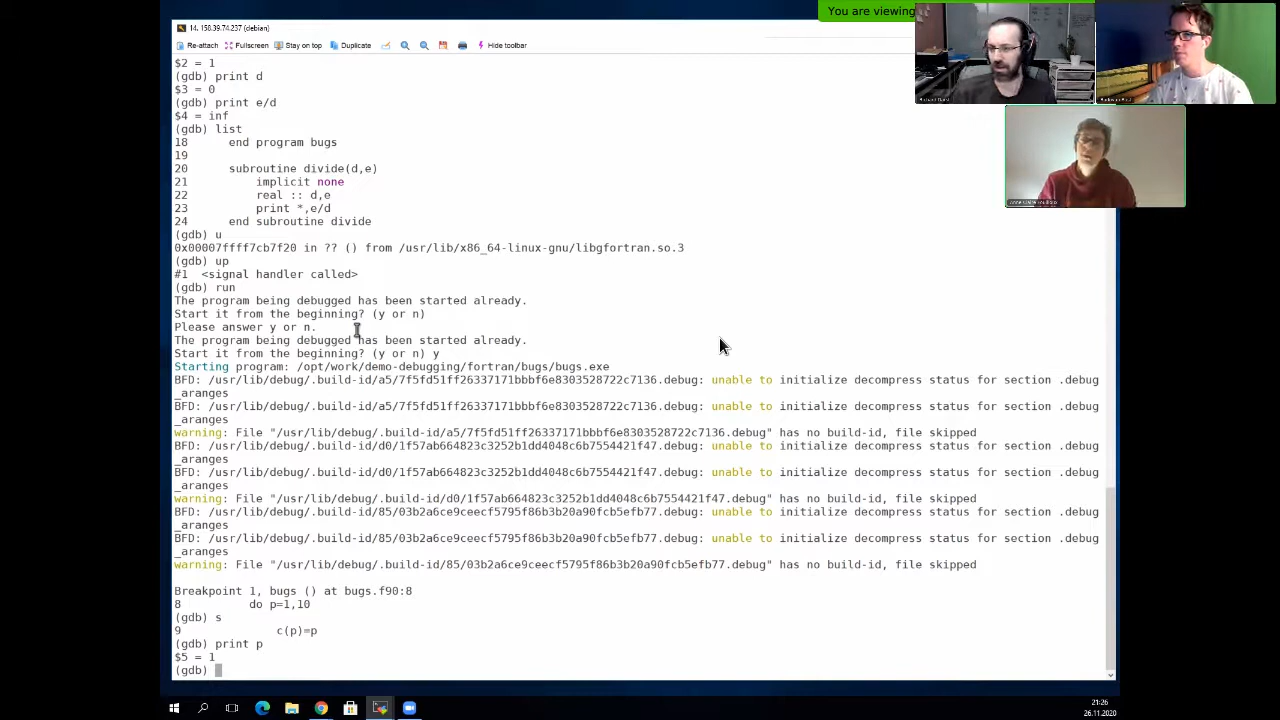 You are viewing
14. 158.39.74.237 (debian)
Re-attach Fullscreen Stay on top Duplicate Hide toolbar
$2 = 1
(gdb) print d
$3 = 0
(gdb) print e/d
$4 = inf
(gdb) list
18 end program bugs
19
20 subroutine divide(d,e)
21 implicit none
22 real :: d,e
23 print *,e/d
24 end subroutine divide
(gdb) u
0x00007ffff7cb7f20 in ?? () from /usr/lib/x86_64-linux-gnu/libgfortran.so.3
(gdb) up
#1 <signal handler called>
(gdb) run
The program being debugged has been started already.
Start it from the beginning? (y or n)
Please answer y or n.
The program being debugged has been started already.
Start it from the beginning? (y or n) y
Starting program: /opt/work/demo-debugging/fortran/bugs/bugs.exe
BFD: /usr/lib/debug/.build-id/a5/7f5fd51ff26337171bbbf6e8303528722c7136.debug: unable to initialize decompress status for section .debug
_aranges
BFD: /usr/lib/debug/.build-id/a5/7f5fd51ff26337171bbbf6e8303528722c7136.debug: unable to initialize decompress status for section .debug
_aranges
warning: File "/usr/lib/debug/.build-id/a5/7f5fd51ff26337171bbbf6e8303528722c7136.debug" has no build-id, file skipped
BFD: /usr/lib/debug/.build-id/d0/1f57ab664823c3252b1dd4048c6b7554421f47.debug: unable to initialize decompress status for section .debug
_aranges
BFD: /usr/lib/debug/.build-id/d0/1f57ab664823c3252b1dd4048c6b7554421f47.debug: unable to initialize decompress status for section .debug
_aranges
warning: File "/usr/lib/debug/.build-id/d0/1f57ab664823c3252b1dd4048c6b7554421f47.debug" has no build-id, file skipped
BFD: /usr/lib/debug/.build-id/85/03b2a6ce9ceecf5795f86b3b20a90fcb5efb77.debug: unable to initialize decompress status for section .debug
_aranges
BFD: /usr/lib/debug/.build-id/85/03b2a6ce9ceecf5795f86b3b20a90fcb5efb77.debug: unable to initialize decompress status for section .debug
_aranges
warning: File "/usr/lib/debug/.build-id/85/03b2a6ce9ceecf5795f86b3b20a90fcb5efb77.debug" has no build-id, file skipped
Breakpoint 1, bugs () at bugs.f90:8
8 do p=1,10
(gdb) s
9 c(p)=p
(gdb) print p
$5 = 1
(gdb)
21:26
26.11.2020